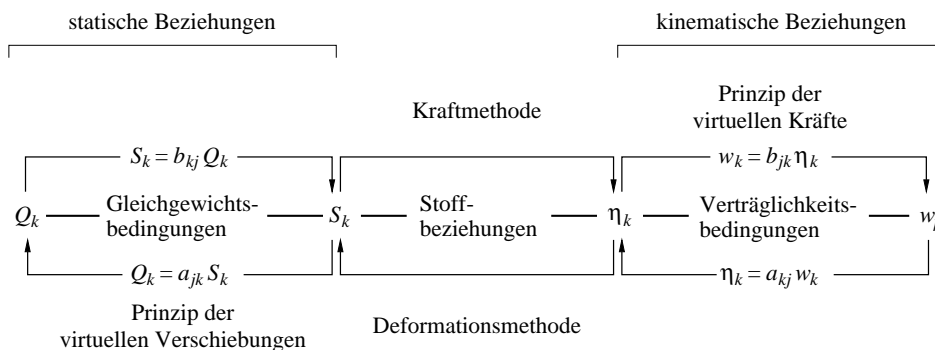 statische Beziehungen
kinematische Beziehungen
Kraftmethode
Prinzip der
virtuellen Kräfte
S_k = b_kj Q_k
w_k = b_jk η_k
Q_k
Gleichgewichts-
bedingungen
S_k
Stoff-
beziehungen
η_k
Verträglichkeits-
bedingungen
w_k
Q_k = a_jk S_k
η_k = a_kj w_k
Prinzip der
virtuellen Verschiebungen
Deformationsmethode